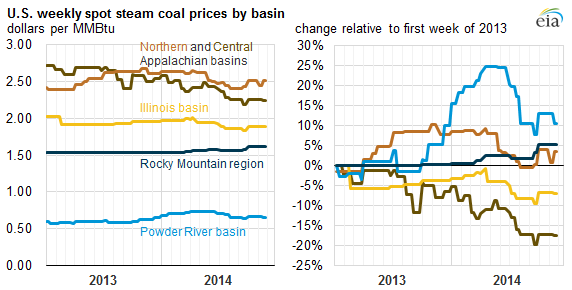 U.S. weekly spot steam coal prices by basin
dollars per MMBtu
change relative to first week of 2013
eia
3.00
2.50
2.00
1.50
1.00
0.50
0.00
Northern and Central
Appalachian basins
Illinois basin
Rocky Mountain region
Powder River basin
2013
2014
30%
25%
20%
15%
10%
5%
0%
-5%
-10%
-15%
-20%
-25%
2013
2014